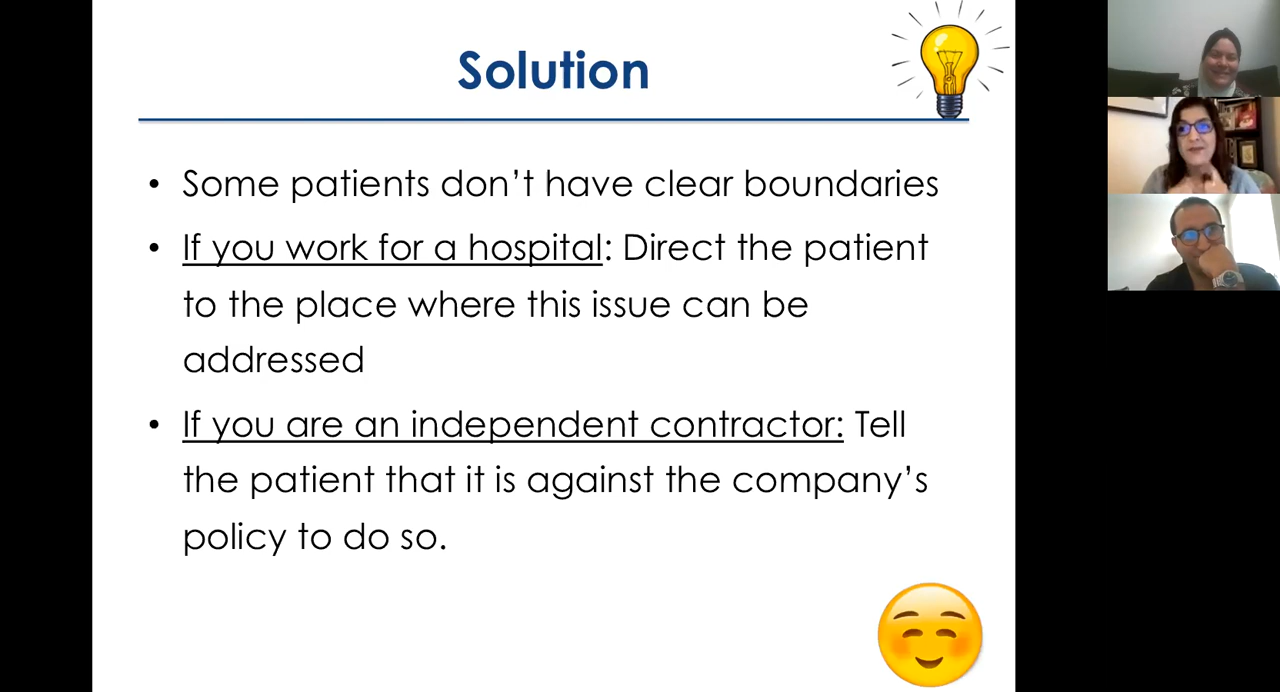 Solution
• Some patients don’t have clear boundaries
• If you work for a hospital: Direct the patient
to the place where this issue can be
addressed
• If you are an independent contractor: Tell
the patient that it is against the company’s
policy to do so.